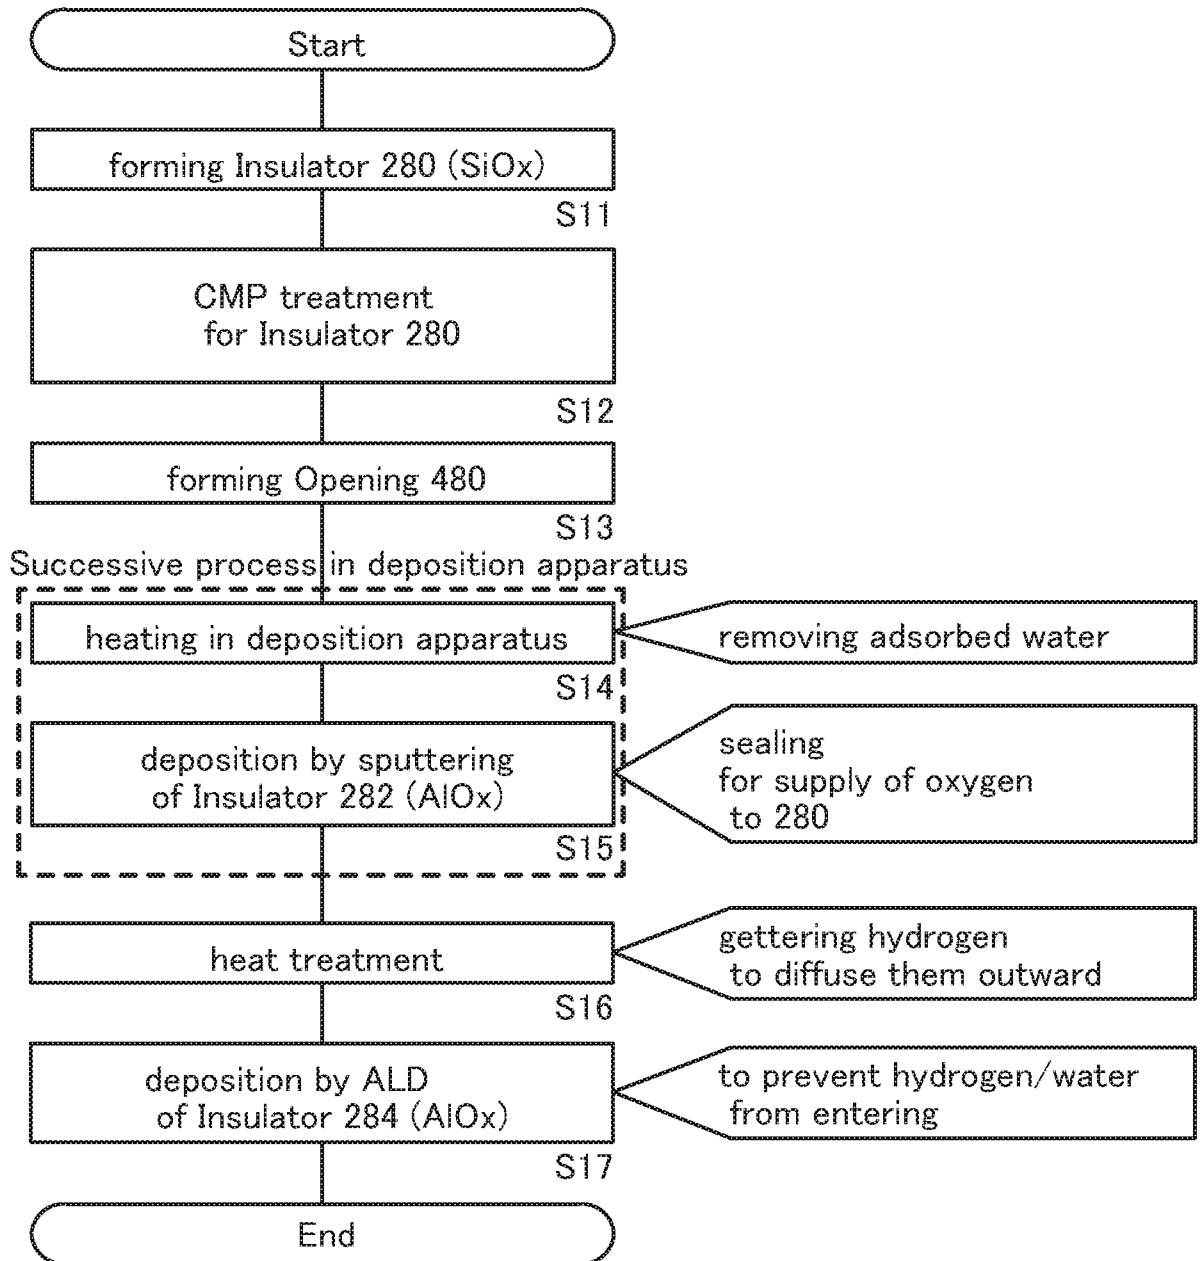 Start
forming Insulator 280 (SiOx)
S11
CMP treatment
for Insulator 280
S12
forming Opening 480
S13
Successive process in deposition apparatus
heating in deposition apparatus
removing adsorbed water
S14
deposition by sputtering
of Insulator 282 (AlOx)
sealing
for supply of oxygen
to 280
S15
heat treatment
gettering hydrogen
to diffuse them outward
S16
deposition by ALD
of Insulator 284 (AlOx)
to prevent hydrogen/water
from entering
S17
End